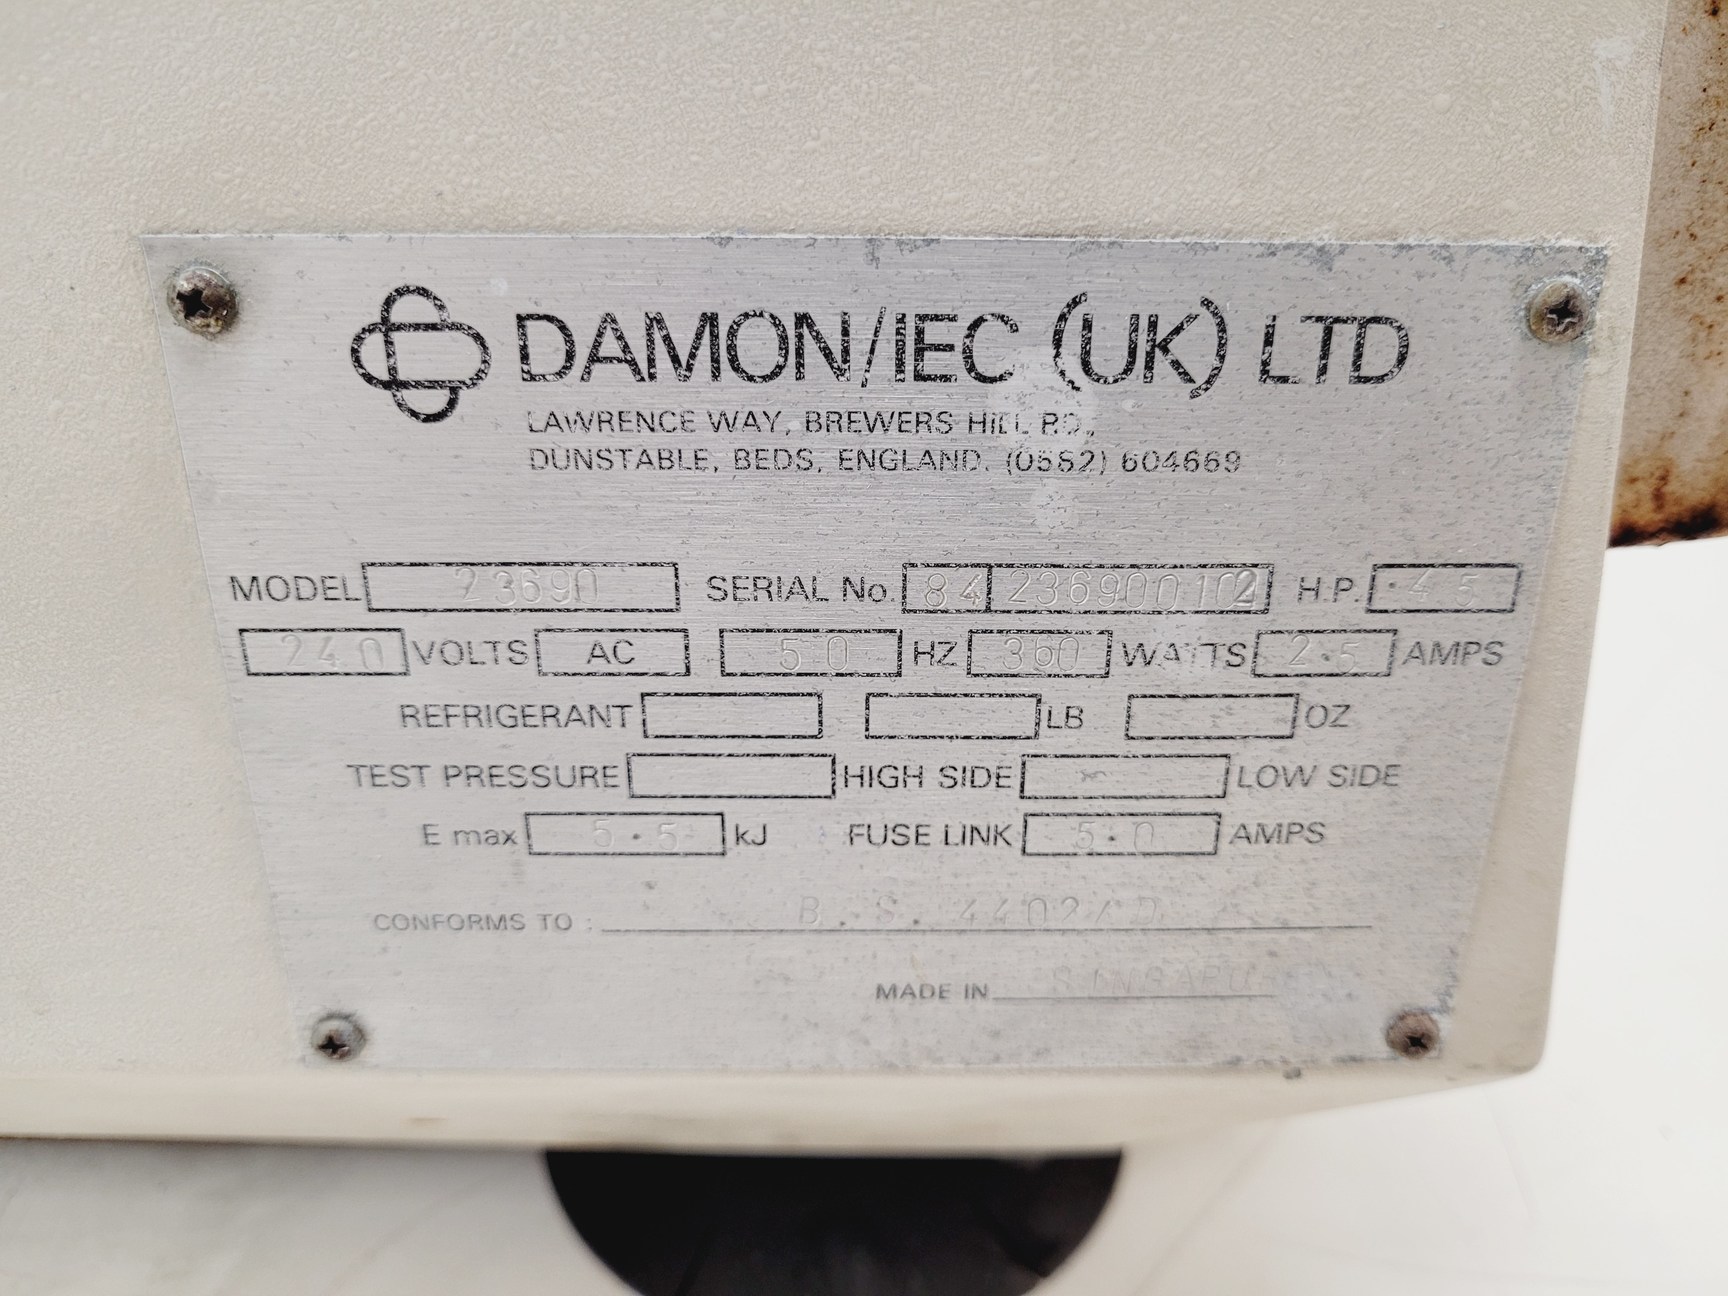 DAMON/IEC (UK) LTD
LAWRENCE WAY, BREWERS HILL RD.,
DUNSTABLE, BEDS, ENGLAND. (0582) 604669
MODEL 23690 SERIAL No. 84 236900102 H.P. .45
240 VOLTS AC 50 HZ 360 WATTS 2.5 AMPS
REFRIGERANT LB OZ
TEST PRESSURE HIGH SIDE LOW SIDE
E max 5.5 kJ FUSE LINK 5.0 AMPS
CONFORMS TO : B.S. 4402/D
MADE IN